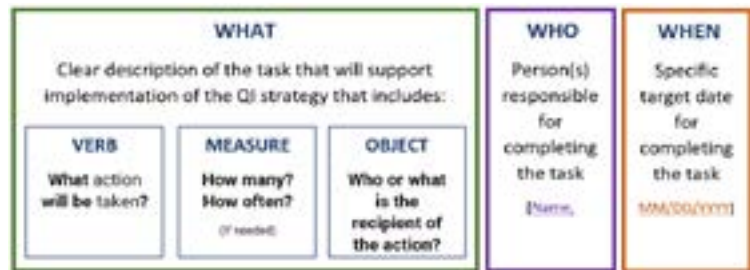 WHAT
Clear description of the task that will support
implementation of the QI strategy that includes:
VERB
What action
will be taken?
MEASURE
How many?
How often?
(if needed)
OBJECT
Who or what
is the
recipient of
the action?
WHO
Person(s)
responsible
for
completing
the task
[Name,
WHEN
Specific
target date
for
completing
the task
MM/DD/YYYY]